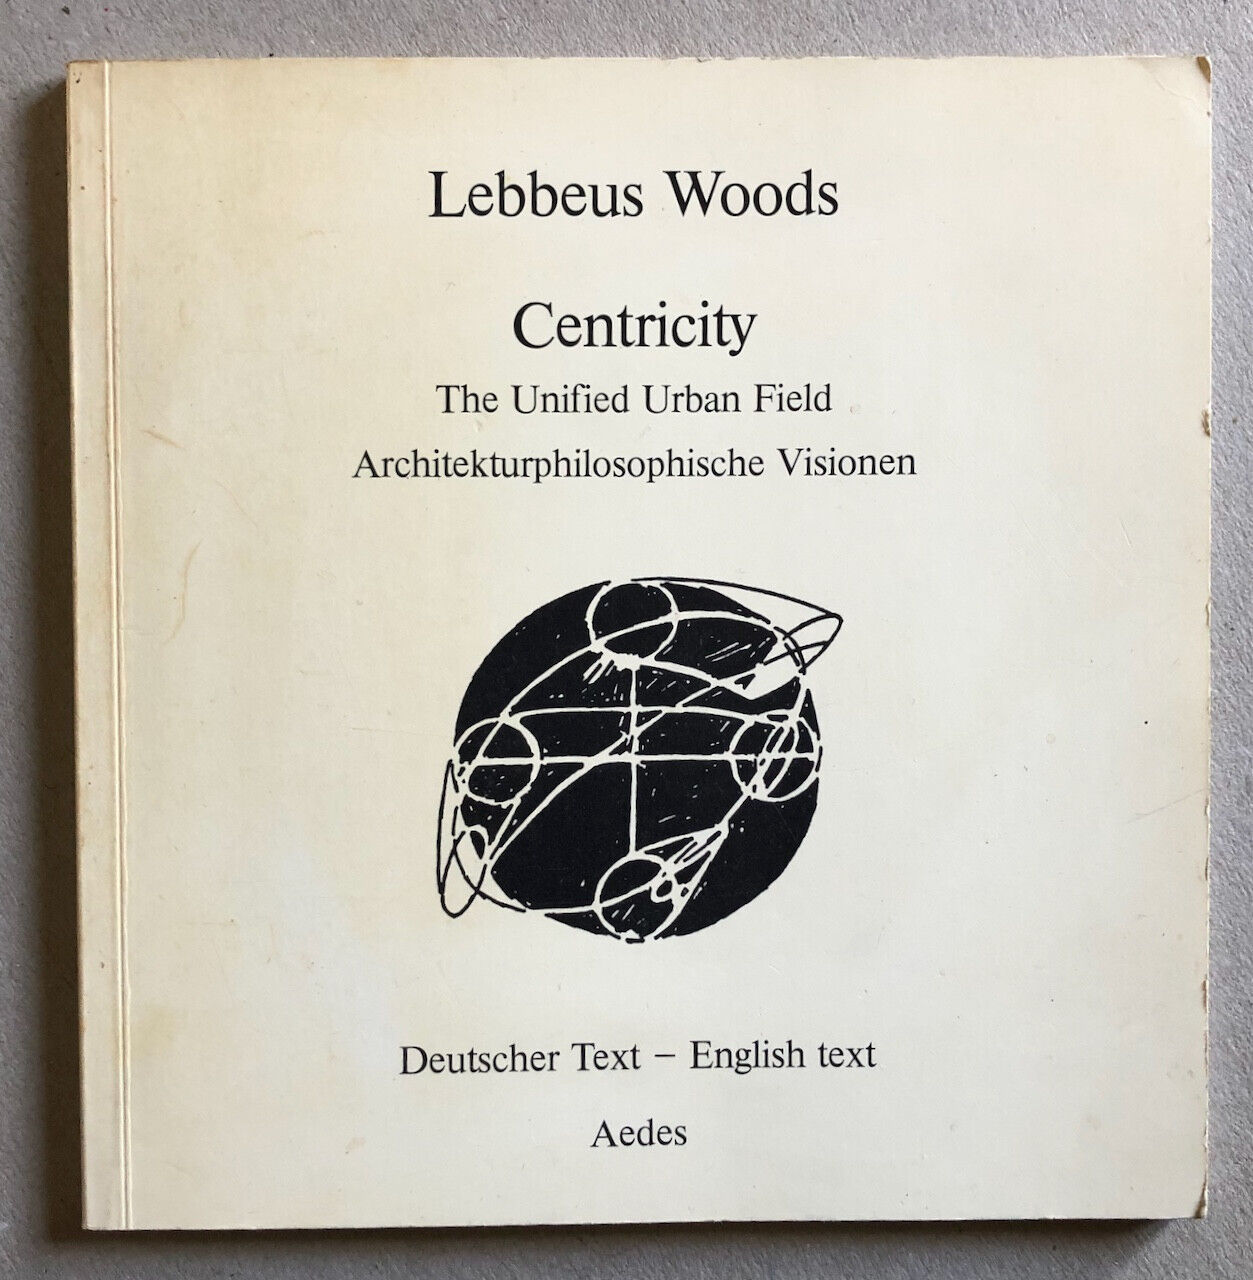 Lebbeus Woods
Centricity
The Unified Urban Field
Architekturphilosophische Visionen
Deutscher Text – English text
Aedes